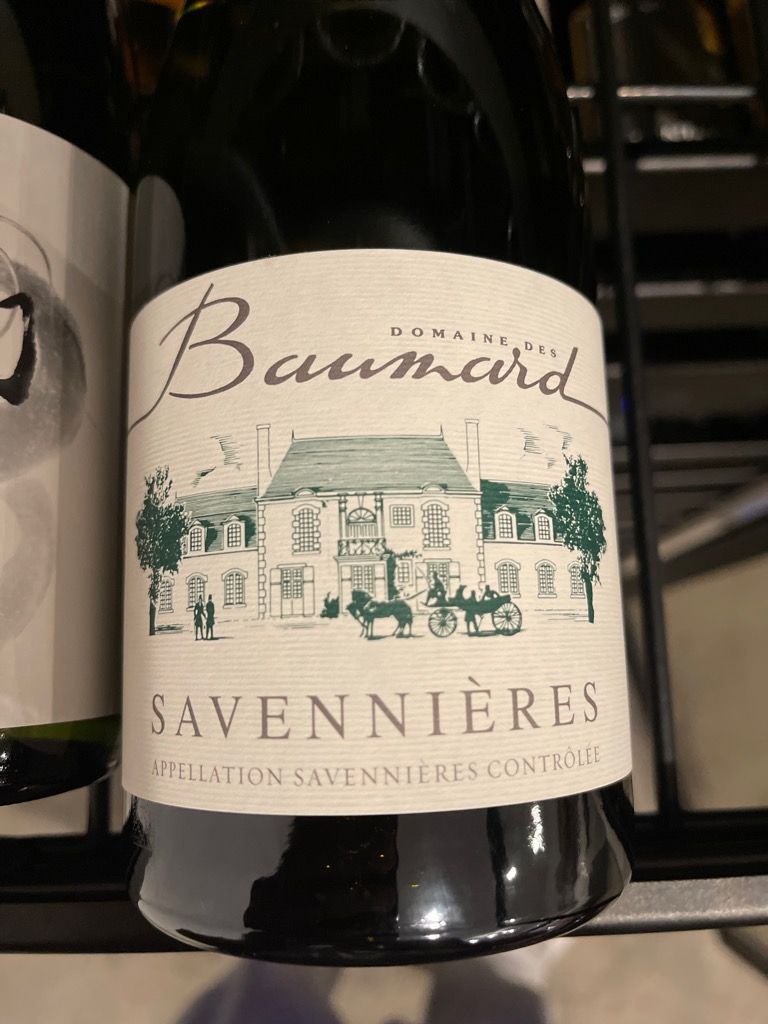 DOMAINE DES
Baumard
SAVENNIÈRES
APPELLATION SAVENNIÈRES CONTRÔLÉE